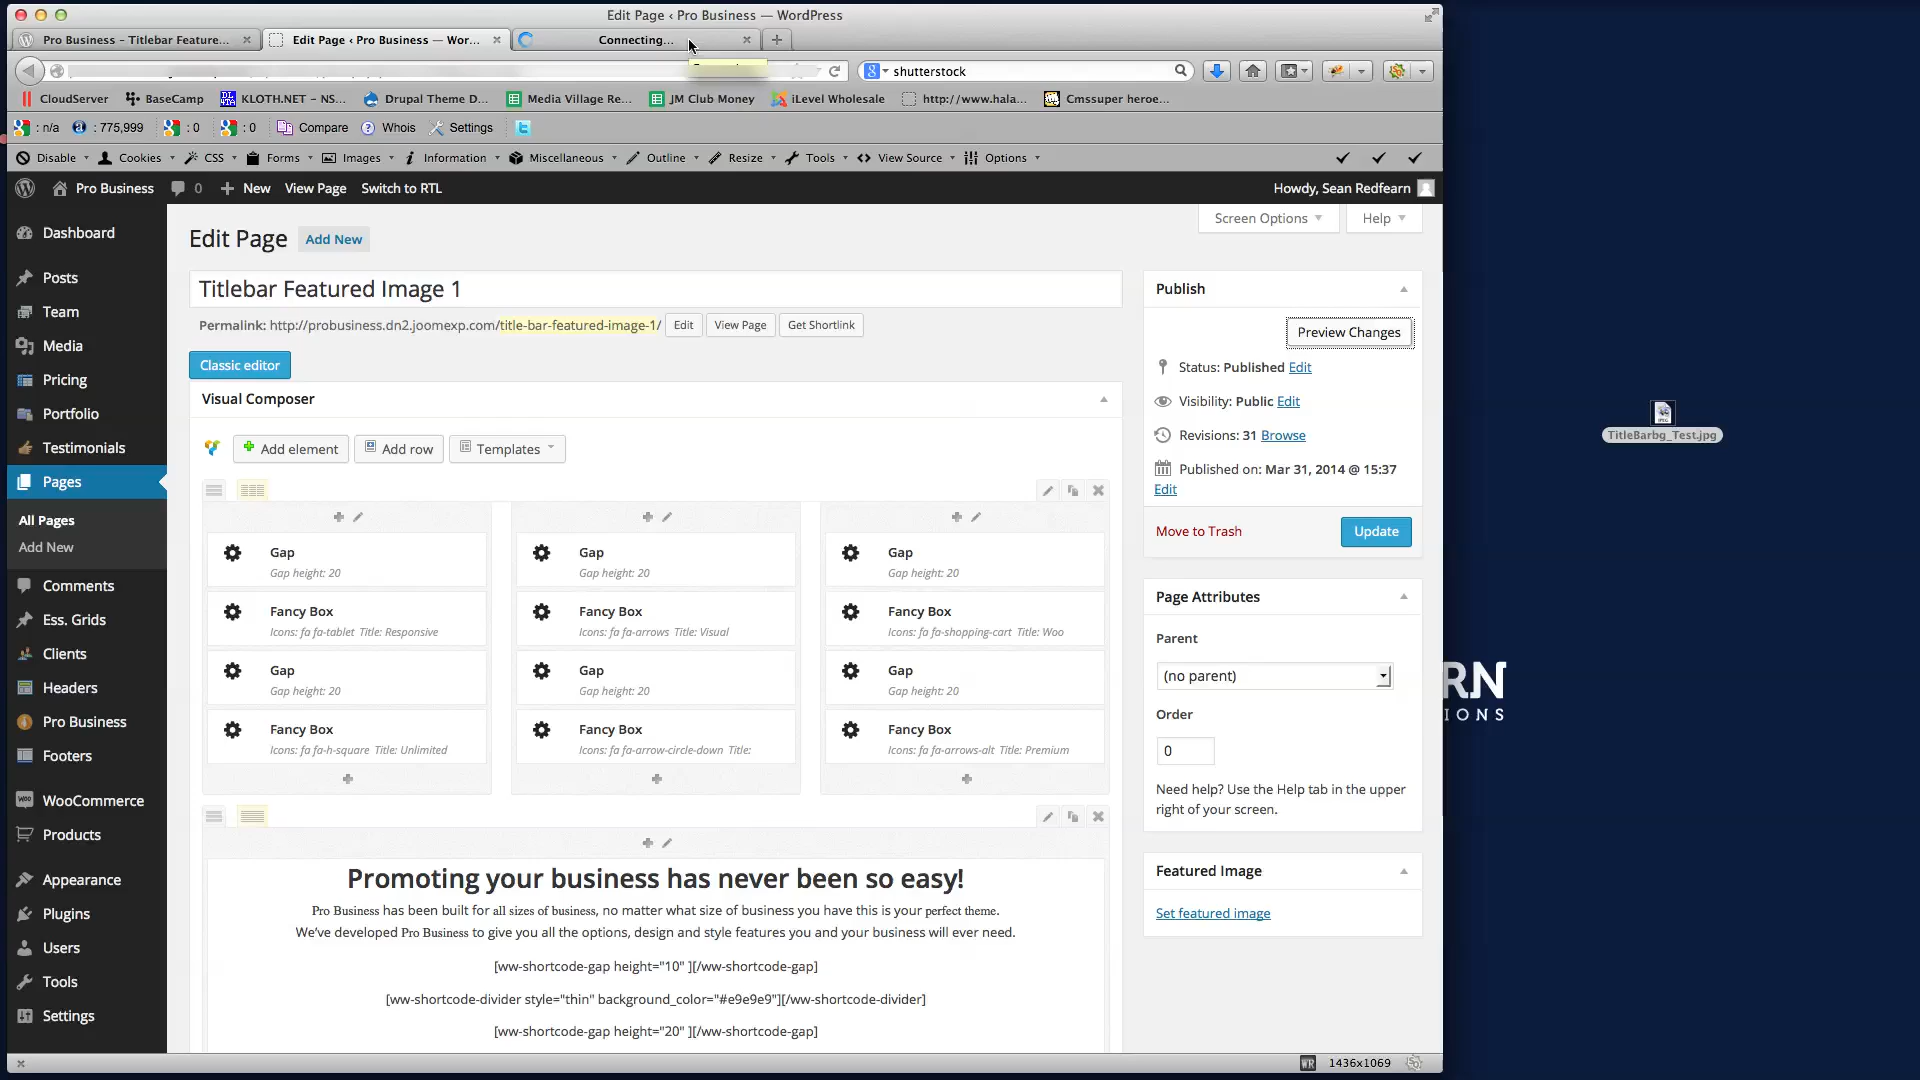 Edit Page ‹ Pro Business — WordPress
Pro Business – Titlebar Feature... Edit Page ‹ Pro Business — Wor... Connecting...
shutterstock
CloudServer BaseCamp KLOTH.NET – NS... Drupal Theme D... Media Village Re... JM Club Money iLevel Wholesale http://www.hala... Cmssuper heroe...
: n/a : 775,999 : 0 : 0 Compare Whois Settings
Disable Cookies CSS Forms Images Information Miscellaneous Outline Resize Tools View Source Options
Pro Business 0 New View Page Switch to RTL Howdy, Sean Redfearn
Screen Options Help
Dashboard
Posts
Team
Media
Pricing
Portfolio
Testimonials
Pages
All Pages
Add New
Comments
Ess. Grids
Clients
Headers
Pro Business
Footers
WooCommerce
Products
Appearance
Plugins
Users
Tools
Settings
Edit Page Add New
Titlebar Featured Image 1
Permalink: http://probusiness.dn2.joomexp.com/title-bar-featured-image-1/ Edit View Page Get Shortlink
Classic editor
Visual Composer
Add element Add row Templates
Gap Gap Gap
Gap height: 20 Gap height: 20 Gap height: 20
Fancy Box Fancy Box Fancy Box
Icons: fa fa-tablet Title: Responsive Icons: fa fa-arrows Title: Visual Icons: fa fa-shopping-cart Title: Woo
Gap Gap Gap
Gap height: 20 Gap height: 20 Gap height: 20
Fancy Box Fancy Box Fancy Box
Icons: fa fa-h-square Title: Unlimited Icons: fa fa-arrow-circle-down Title: Icons: fa fa-arrows-alt Title: Premium
Promoting your business has never been so easy!
Pro Business has been built for all sizes of business, no matter what size of business you have this is your perfect theme.
We've developed Pro Business to give you all the options, design and style features you and your business will ever need.
[ww-shortcode-gap height="10" ][/ww-shortcode-gap]
[ww-shortcode-divider style="thin" background_color="#e9e9e9"][/ww-shortcode-divider]
[ww-shortcode-gap height="20" ][/ww-shortcode-gap]
Publish
Preview Changes
Status: Published Edit
Visibility: Public Edit
Revisions: 31 Browse
Published on: Mar 31, 2014 @ 15:37
Edit
Move to Trash Update
Page Attributes
Parent
(no parent)
Order
0
Need help? Use the Help tab in the upper
right of your screen.
Featured Image
Set featured image
TitleBarbg_Test.jpg
RN
IONS
1436x1069